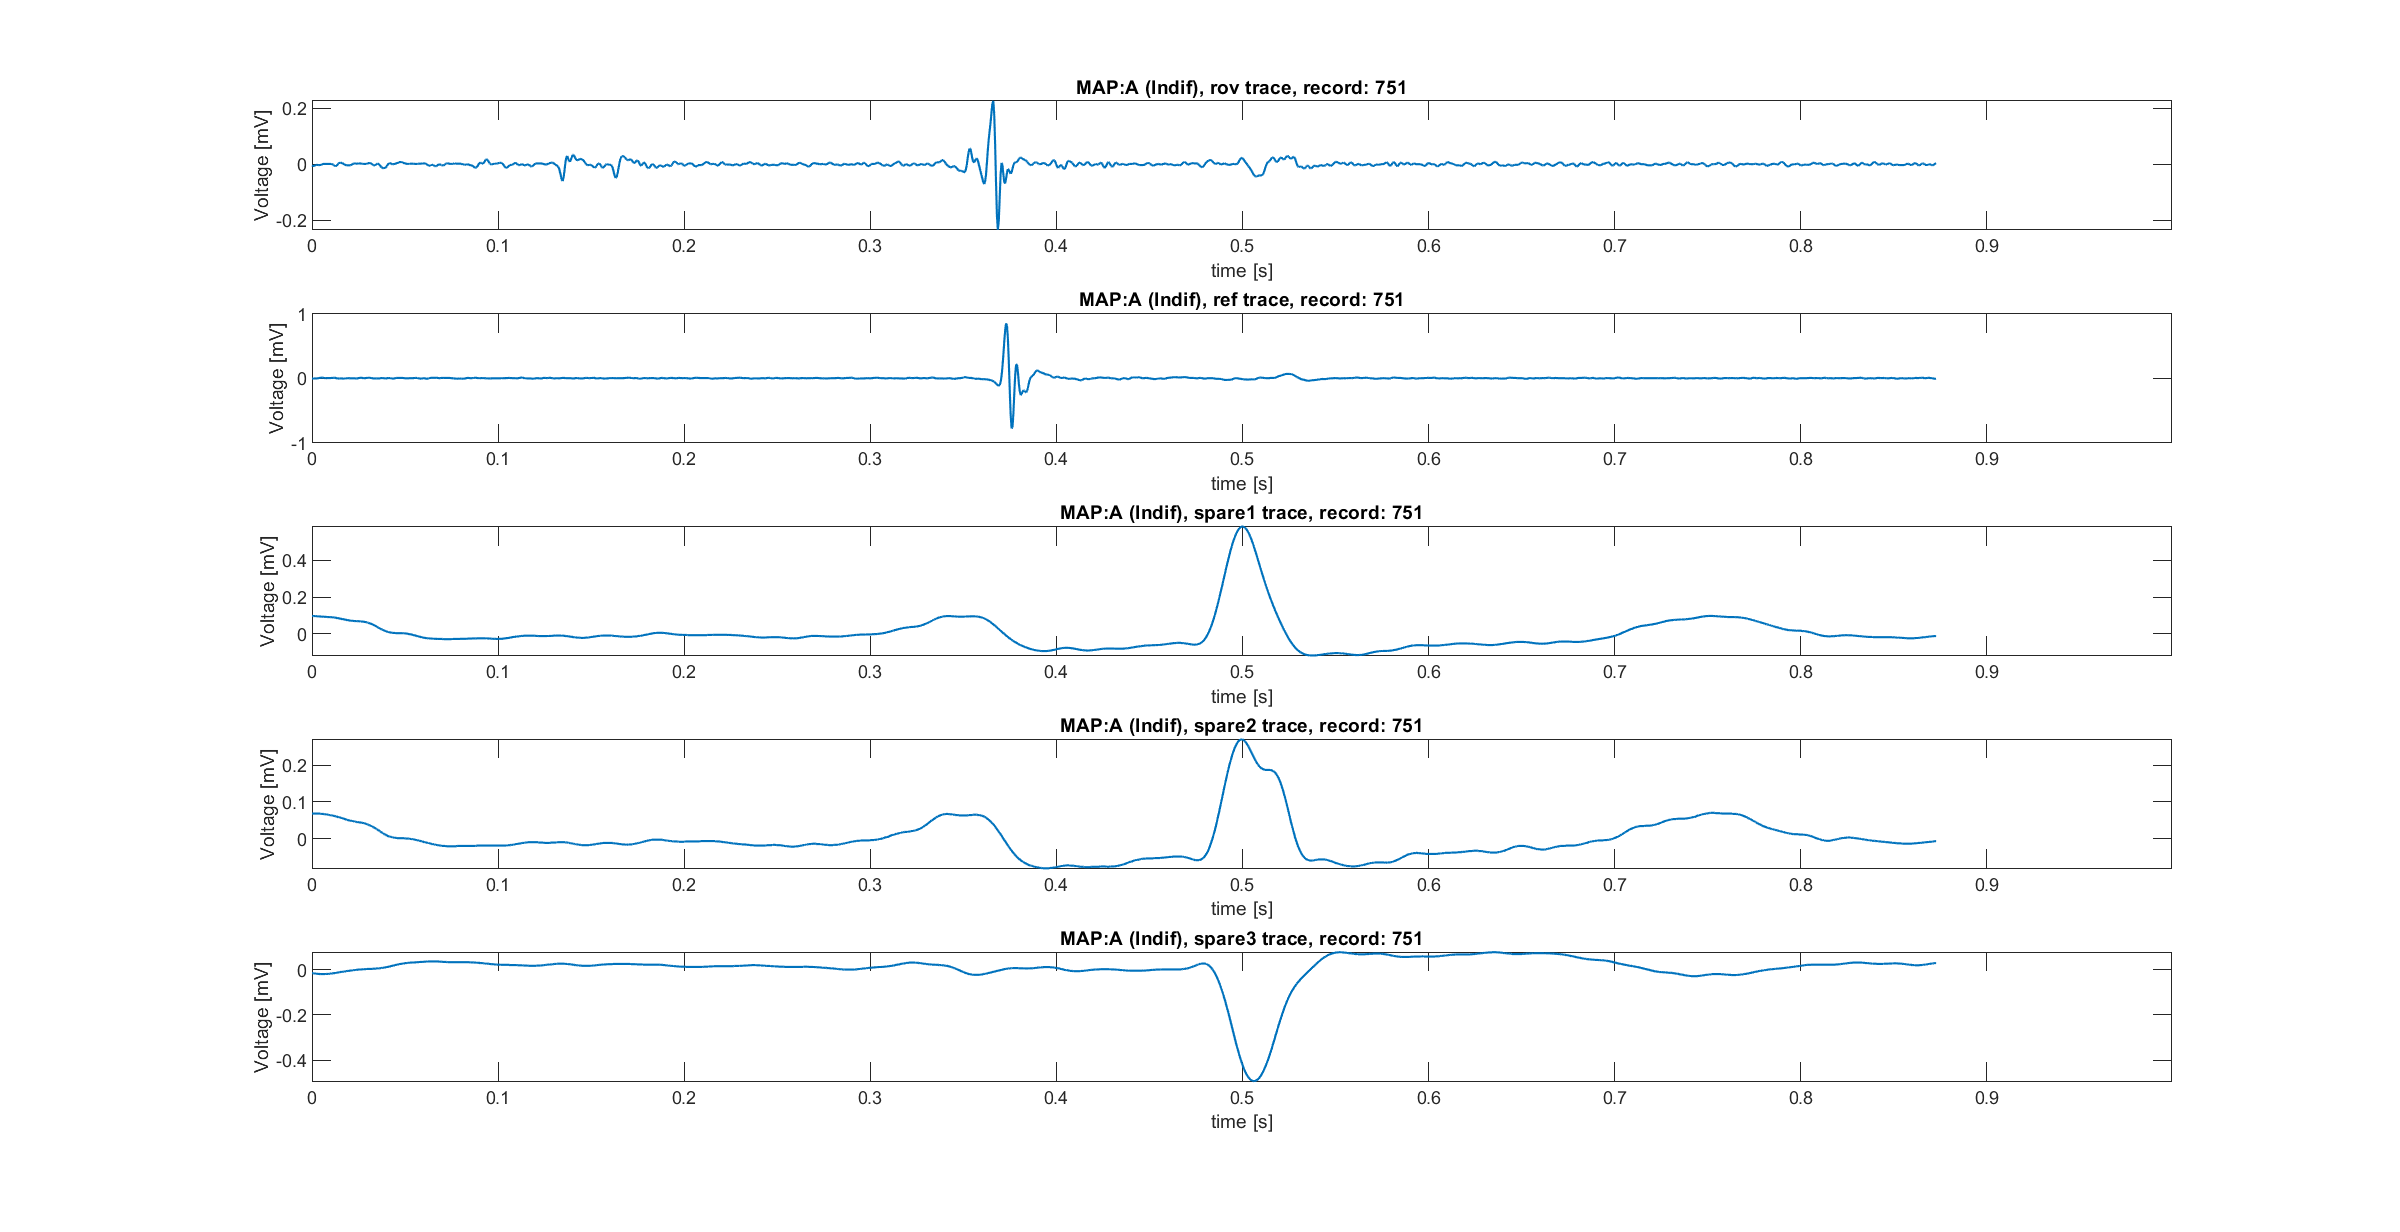 MAP:A (Indif), rov trace, record: 751
Voltage [mV]
0.2
0
-0.2
0 0.1 0.2 0.3 0.4 0.5 0.6 0.7 0.8 0.9
time [s]
MAP:A (Indif), ref trace, record: 751
Voltage [mV]
1
0
-1
0 0.1 0.2 0.3 0.4 0.5 0.6 0.7 0.8 0.9
time [s]
MAP:A (Indif), spare1 trace, record: 751
Voltage [mV]
0.4
0.2
0
0 0.1 0.2 0.3 0.4 0.5 0.6 0.7 0.8 0.9
time [s]
MAP:A (Indif), spare2 trace, record: 751
Voltage [mV]
0.2
0.1
0
0 0.1 0.2 0.3 0.4 0.5 0.6 0.7 0.8 0.9
time [s]
MAP:A (Indif), spare3 trace, record: 751
Voltage [mV]
0
-0.2
-0.4
0 0.1 0.2 0.3 0.4 0.5 0.6 0.7 0.8 0.9
time [s]